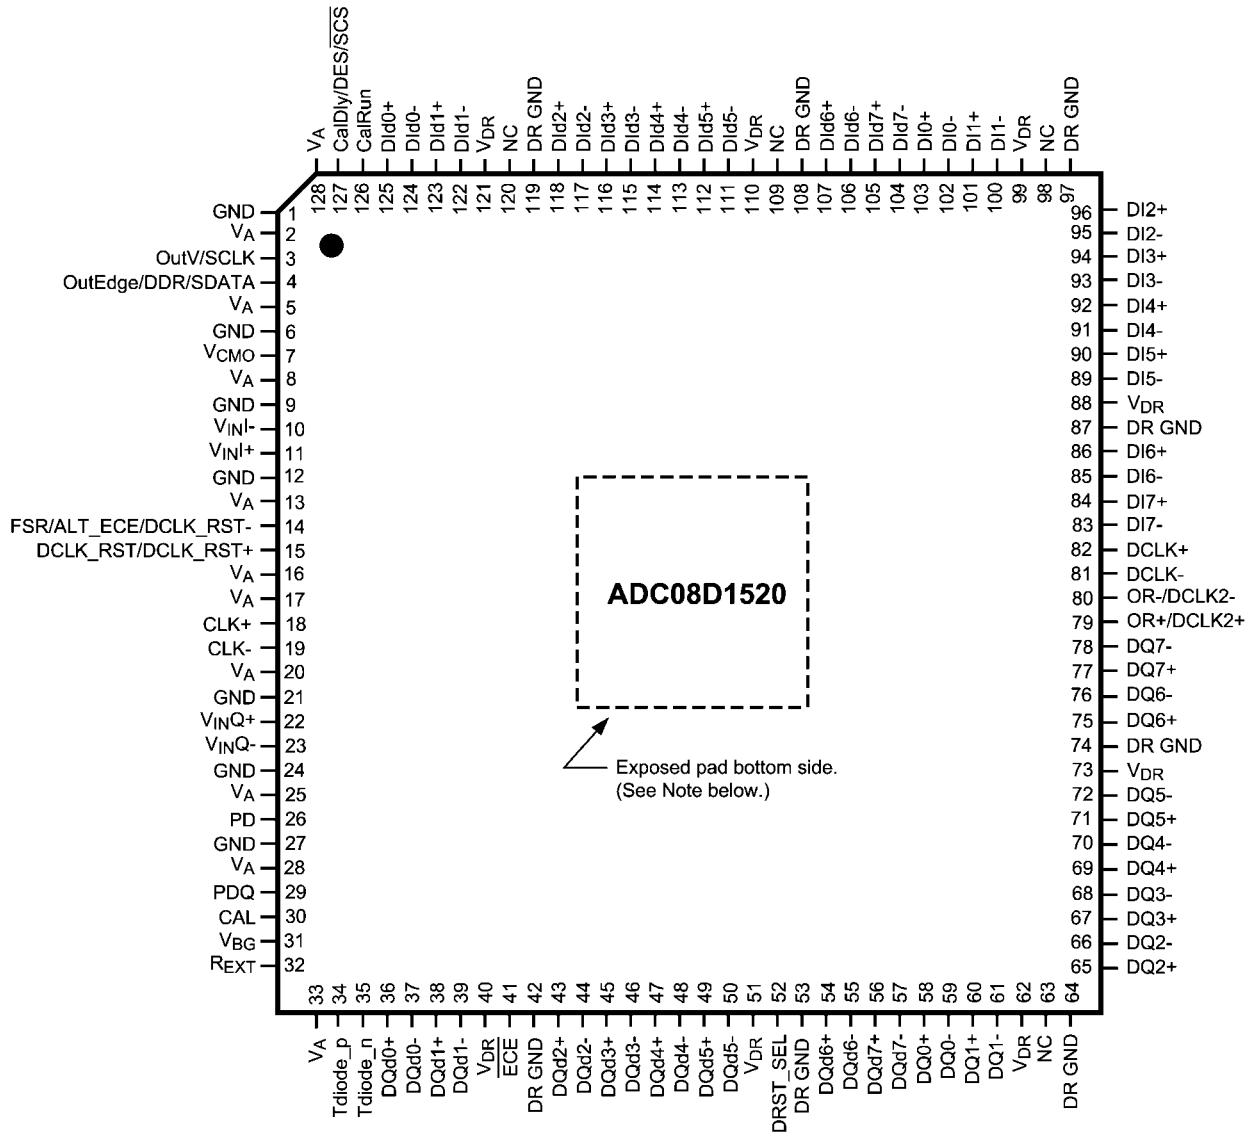 VA
CalDly/DES/SCS
CalRun
DId0+
DId0-
DId1+
DId1-
VDR
NC
DR GND
DId2+
DId2-
DId3+
DId3-
DId4+
DId4-
DId5+
DId5-
VDR
NC
DR GND
DId6+
DId6-
DId7+
DId7-
DI0+
DI0-
DI1+
DI1-
VDR
NC
DR GND
128
127
126
125
124
123
122
121
120
119
118
117
116
115
114
113
112
111
110
109
108
107
106
105
104
103
102
101
100
99
98
97
GND 1
VA 2
OutV/SCLK 3
OutEdge/DDR/SDATA 4
VA 5
GND 6
VCMO 7
VA 8
GND 9
VINI- 10
VINI+ 11
GND 12
VA 13
FSR/ALT_ECE/DCLK_RST- 14
DCLK_RST/DCLK_RST+ 15
VA 16
VA 17
CLK+ 18
CLK- 19
VA 20
GND 21
VINQ+ 22
VINQ- 23
GND 24
VA 25
PD 26
GND 27
VA 28
PDQ 29
CAL 30
VBG 31
REXT 32
ADC08D1520
Exposed pad bottom side.
(See Note below.)
96 DI2+
95 DI2-
94 DI3+
93 DI3-
92 DI4+
91 DI4-
90 DI5+
89 DI5-
88 VDR
87 DR GND
86 DI6+
85 DI6-
84 DI7+
83 DI7-
82 DCLK+
81 DCLK-
80 OR-/DCLK2-
79 OR+/DCLK2+
78 DQ7-
77 DQ7+
76 DQ6-
75 DQ6+
74 DR GND
73 VDR
72 DQ5-
71 DQ5+
70 DQ4-
69 DQ4+
68 DQ3-
67 DQ3+
66 DQ2-
65 DQ2+
33
34
35
36
37
38
39
40
41
42
43
44
45
46
47
48
49
50
51
52
53
54
55
56
57
58
59
60
61
62
63
64
VA
Tdiode_p
Tdiode_n
DQd0+
DQd0-
DQd1+
DQd1-
VDR
ECE
DR GND
DQd2+
DQd2-
DQd3+
DQd3-
DQd4+
DQd4-
DQd5+
DQd5-
VDR
DRST_SEL
DR GND
DQd6+
DQd6-
DQd7+
DQd7-
DQ0+
DQ0-
DQ1+
DQ1-
VDR
NC
DR GND